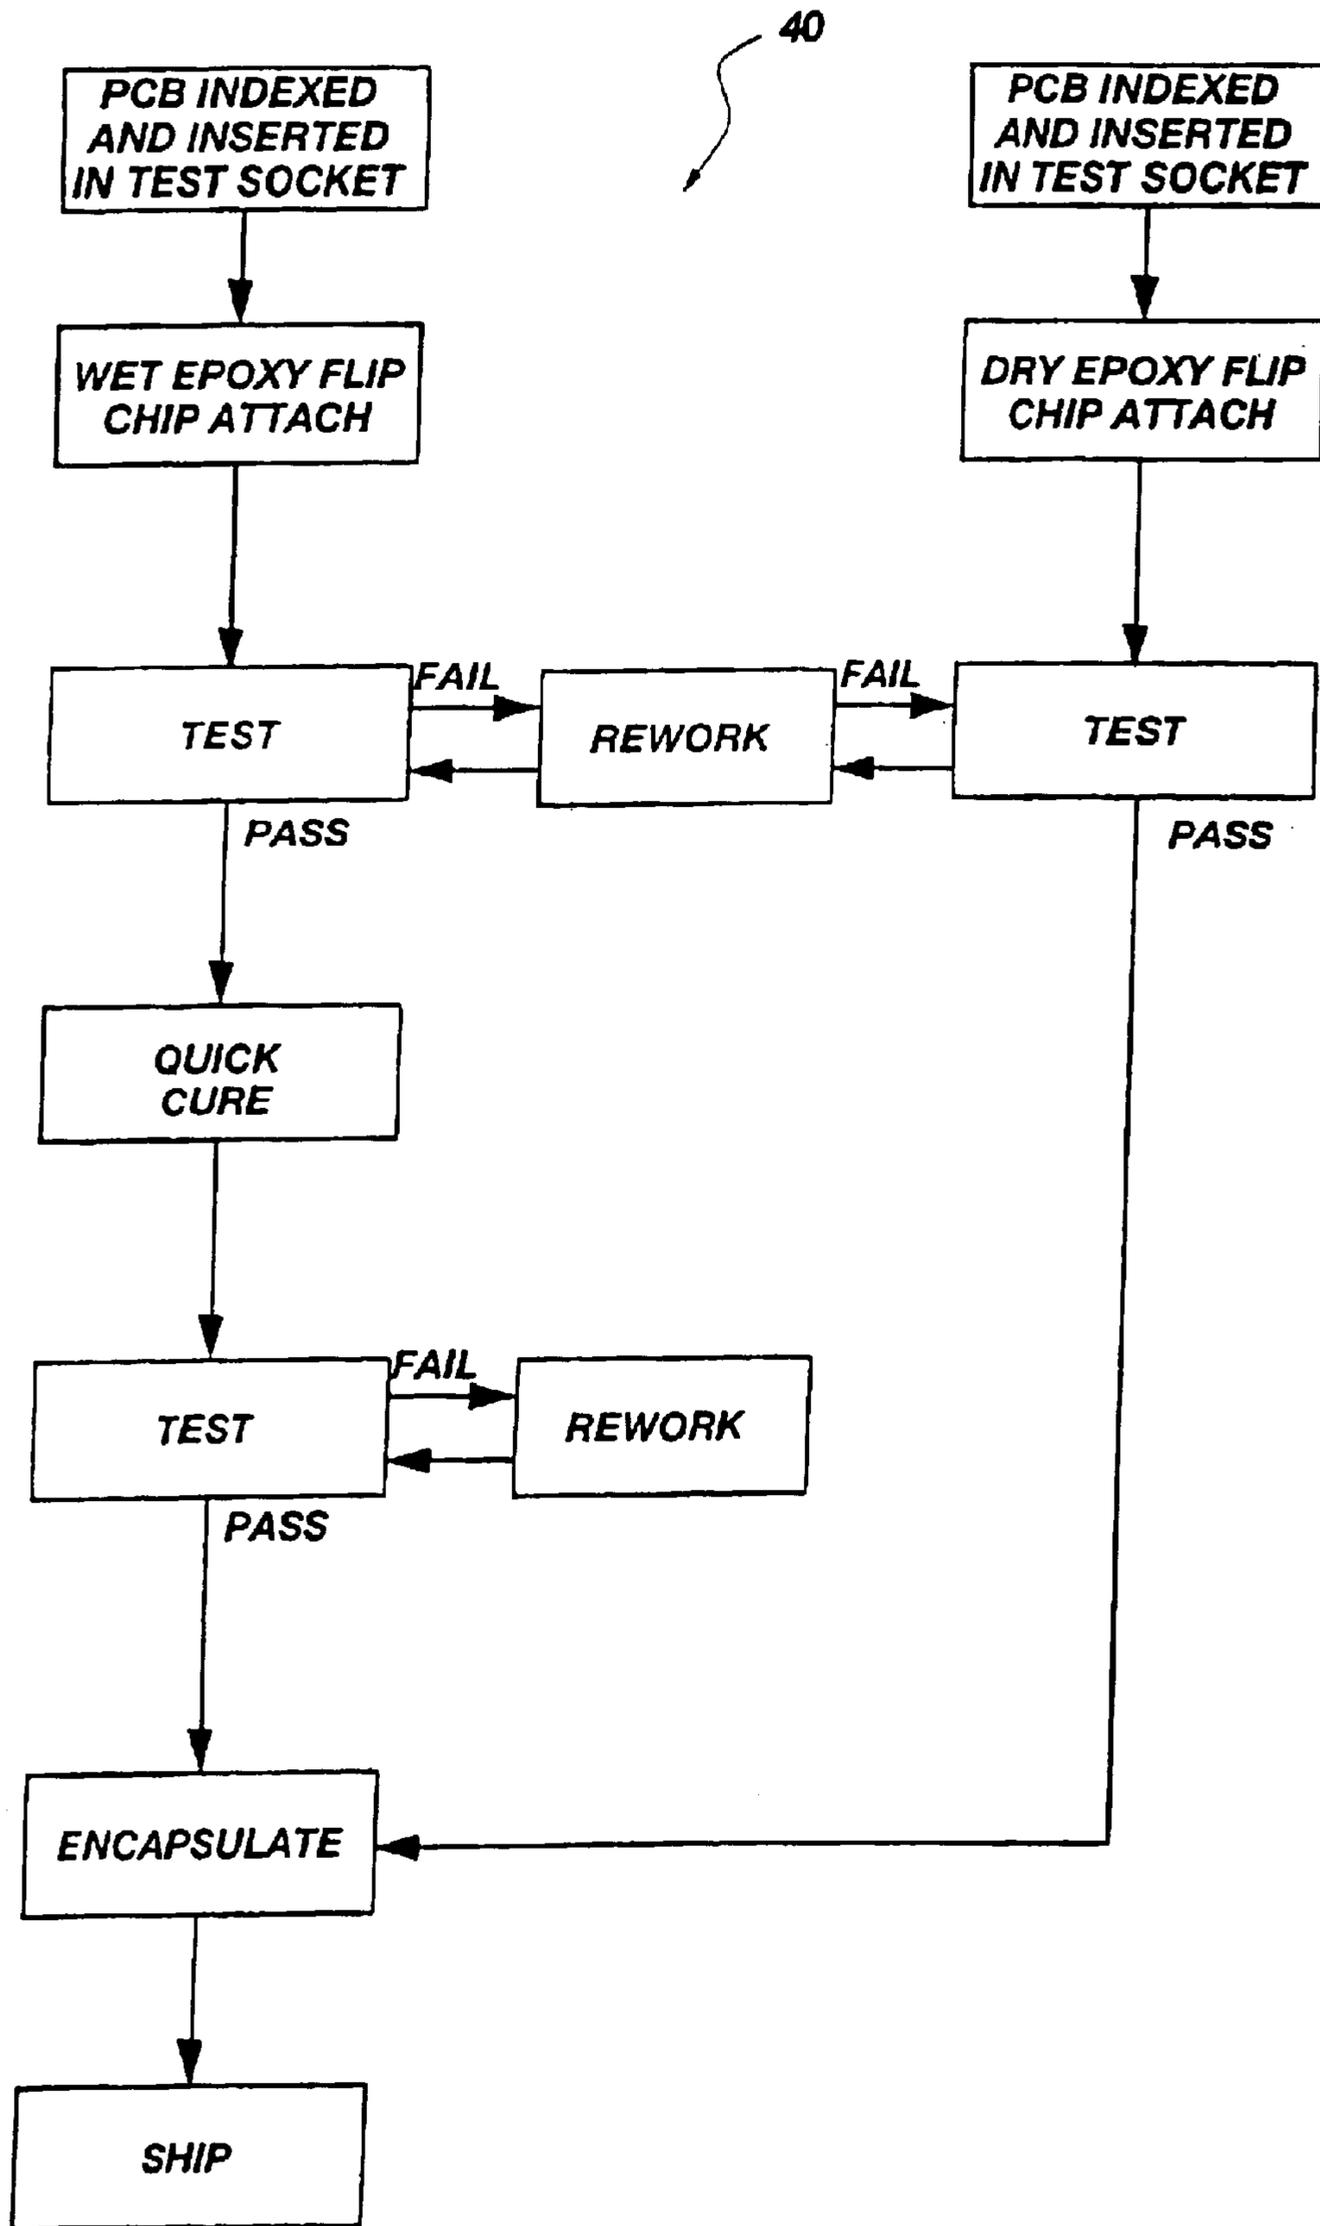 40
PCB INDEXED
AND INSERTED
IN TEST SOCKET
PCB INDEXED
AND INSERTED
IN TEST SOCKET
WET EPOXY FLIP
CHIP ATTACH
DRY EPOXY FLIP
CHIP ATTACH
TEST
FAIL
REWORK
FAIL
TEST
PASS
PASS
QUICK
CURE
TEST
FAIL
REWORK
PASS
ENCAPSULATE
SHIP